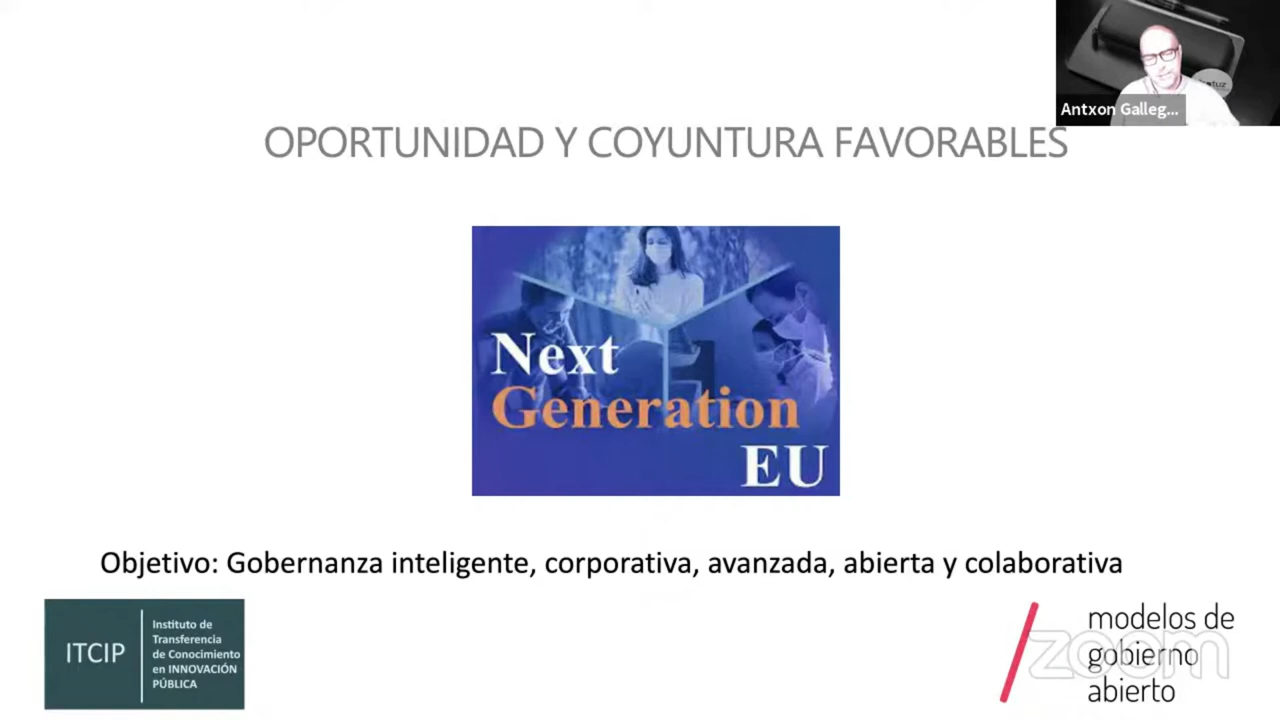 Antxon Galleg...
OPORTUNIDAD Y COYUNTURA FAVORABLES
Next
Generation
EU
Objetivo: Gobernanza inteligente, corporativa, avanzada, abierta y colaborativa
ITCIP
Instituto de
Transferencia
de Conocimiento
en INNOVACIÓN
PÚBLICA
modelos de
gobierno
abierto
zoom